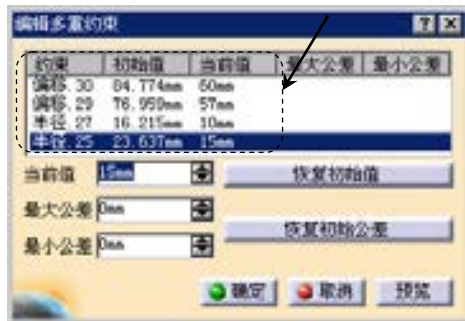 编辑多重约束
约束 初始值 当前值 最大公差 最小公差
偏移.30 84.774mm 60mm
偏移.29 76.959mm 57mm
半径.27 16.215mm 10mm
半径.25 23.637mm 15mm
当前值 15mm 恢复初始值
最大公差 0mm
恢复初始公差
最小公差 0mm
确定 取消 预览